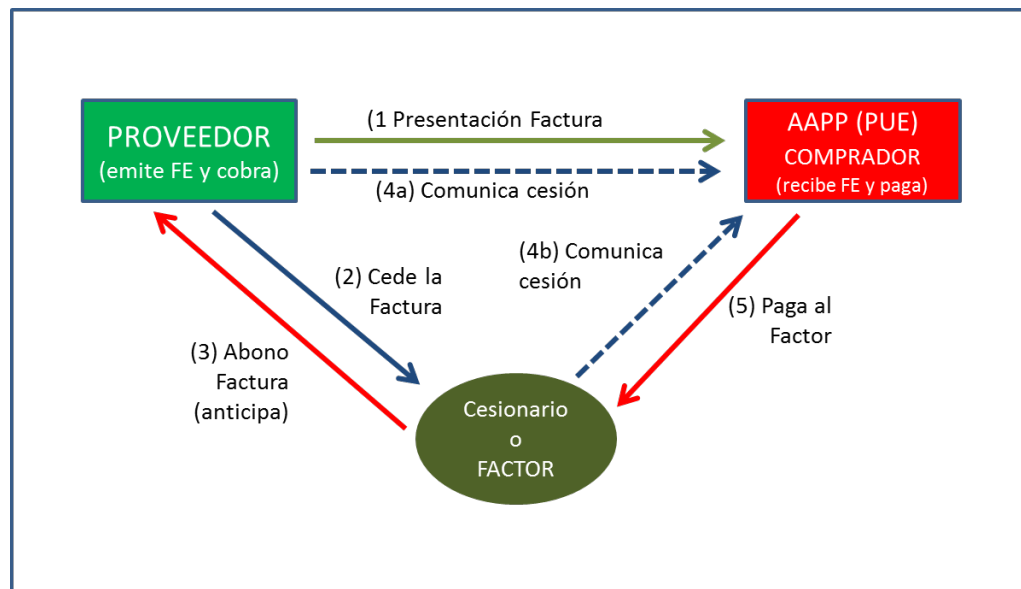 PROVEEDOR
(emite FE y cobra)
(1 Presentación Factura
(4a) Comunica cesión
AAPP (PUE)
COMPRADOR
(recibe FE y paga)
(2) Cede la
Factura
(4b) Comunica
cesión
(5) Paga al
Factor
(3) Abono
Factura
(anticipa)
Cesionario
o
FACTOR